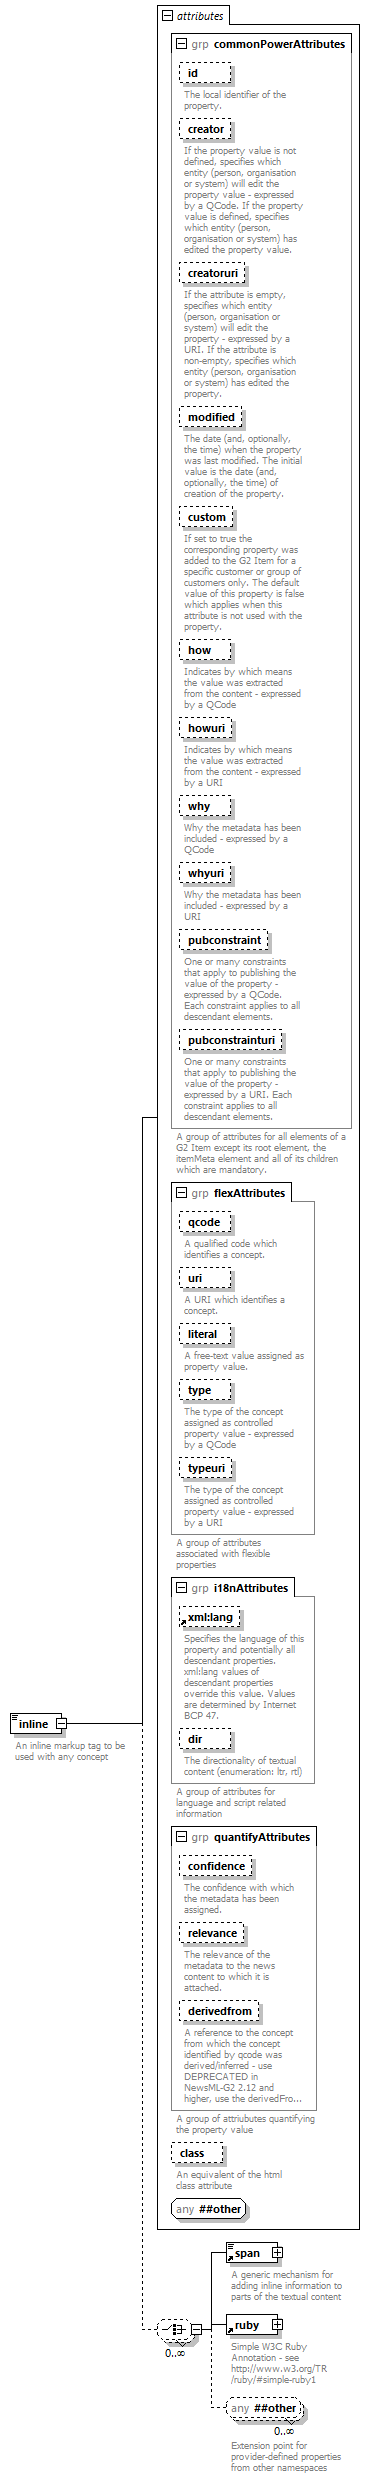 attributes
grp commonPowerAttributes
id
The local identifier of the
property.
creator
If the property value is not
defined, specifies which
entity (person, organisation
or system) will edit the
property value - expressed
by a QCode. If the property
value is defined, specifies
which entity (person,
organisation or system) has
edited the property value.
creatoruri
If the attribute is empty,
specifies which entity
(person, organisation or
system) will edit the
property - expressed by a
URI. If the attribute is
non-empty, specifies which
entity (person, organisation
or system) has edited the
property.
modified
The date (and, optionally,
the time) when the property
was last modified. The initial
value is the date (and,
optionally, the time) of
creation of the property.
custom
If set to true the
corresponding property was
added to the G2 Item for a
specific customer or group of
customers only. The default
value of this property is false
which applies when this
attribute is not used with the
property.
how
Indicates by which means
the value was extracted
from the content - expressed
by a QCode
howuri
Indicates by which means
the value was extracted
from the content - expressed
by a URI
why
Why the metadata has been
included - expressed by a
QCode
whyuri
Why the metadata has been
included - expressed by a
URI
pubconstraint
One or many constraints
that apply to publishing the
value of the property -
expressed by a QCode.
Each constraint applies to all
descendant elements.
pubconstrainturi
One or many constraints
that apply to publishing the
value of the property -
expressed by a URI. Each
constraint applies to all
descendant elements.
A group of attributes for all elements of a
G2 Item except its root element, the
itemMeta element and all of its children
which are mandatory.
grp flexAttributes
qcode
A qualified code which
identifies a concept.
uri
A URI which identifies a
concept.
literal
A free-text value assigned as
property value.
type
The type of the concept
assigned as controlled
property value - expressed
by a QCode
typeuri
The type of the concept
assigned as controlled
property value - expressed
by a URI
A group of attributes
associated with flexible
properties
grp i18nAttributes
xml:lang
Specifies the language of this
property and potentially all
descendant properties.
xml:lang values of
descendant properties
override this value. Values
are determined by Internet
BCP 47.
dir
The directionality of textual
content (enumeration: ltr, rtl)
A group of attributes for
language and script related
information
inline
An inline markup tag to be
used with any concept
grp quantifyAttributes
confidence
The confidence with which
the metadata has been
assigned.
relevance
The relevance of the
metadata to the news
content to which it is
attached.
derivedfrom
A reference to the concept
from which the concept
identified by qcode was
derived/inferred - use
DEPRECATED in
NewsML-G2 2.12 and
higher, use the derivedFro...
A group of attriubutes quantifying
the property value
class
An equivalent of the html
class attribute
any ##other
span
A generic mechanism for
adding inline information to
parts of the textual content
0..∞
ruby
Simple W3C Ruby
Annotation - see
http://www.w3.org/TR
/ruby/#simple-ruby1
any ##other
0..∞
Extension point for
provider-defined properties
from other namespaces